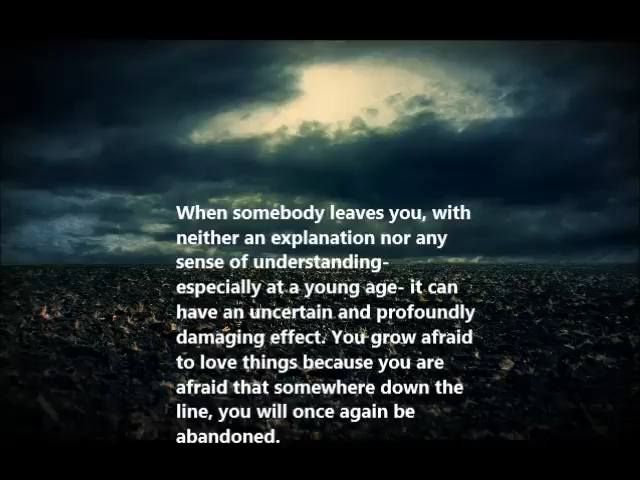 When somebody leaves you, with
neither an explanation nor any
sense of understanding-
especially at a young age- it can
have an uncertain and profoundly
damaging effect. You grow afraid
to love things because you are
afraid that somewhere down the
line, you will once again be
abandoned.